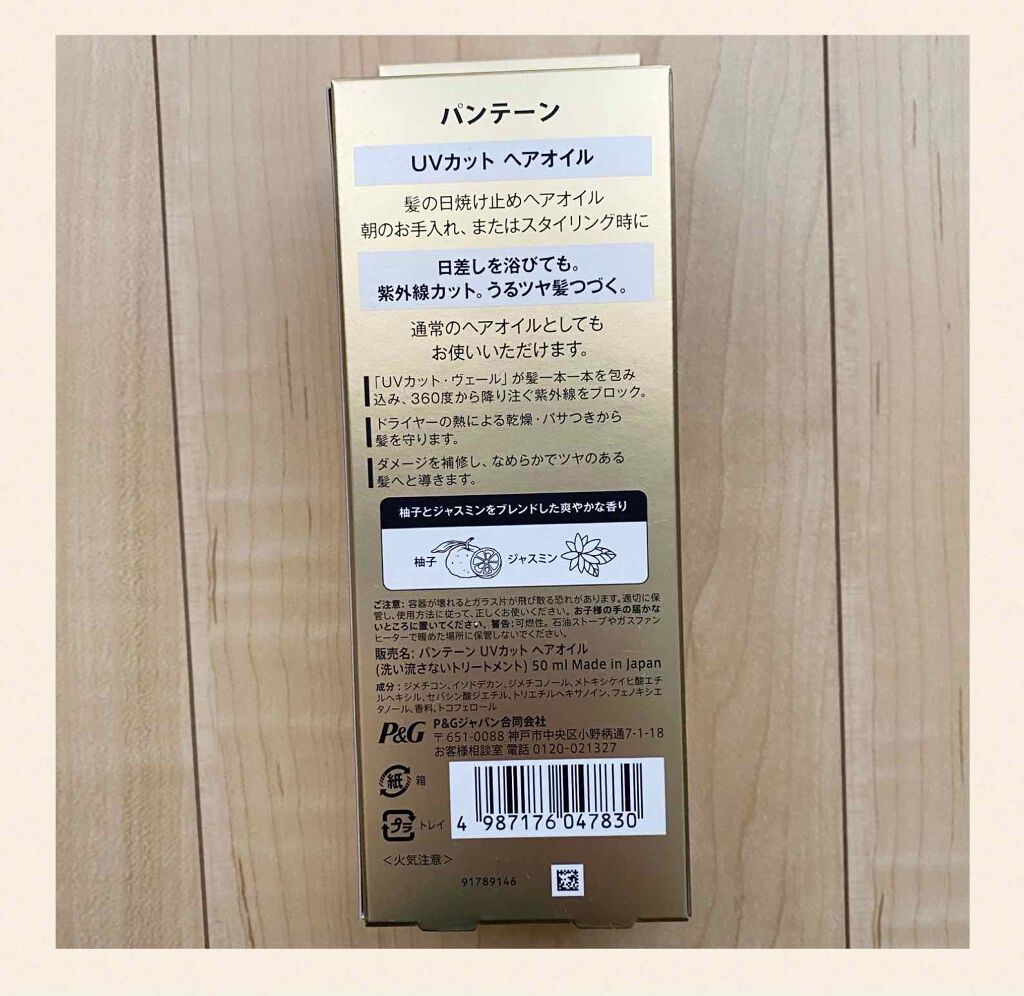 パンテーン
UVカット ヘアオイル
髪の日焼け止めヘアオイル
朝のお手入れ、またはスタイリング時に
日差しを浴びても。
紫外線カット。うるツヤ髪つづく。
通常のヘアオイルとしても
お使いいただけます。
「UVカット・ヴェール」が髪一本一本を包み
込み、360度から降り注ぐ紫外線をブロック。
ドライヤーの熱による乾燥・パサつきから
髪を守ります。
ダメージを補修し、なめらかでツヤのある
髪へと導きます。
柚子とジャスミンをブレンドした爽やかな香り
柚子 ジャスミン
ご注意: 容器が壊れるとガラス片が飛び散る恐れがあります。適切に保
管し、使用方法に従って、正しくお使いください。お子様の手の届かな
いところに置いてください。警告: 可燃性。石油ストーブやガスファン
ヒーターで暖めた場所に保管しないでください。
販売名: パンテーン UVカット ヘアオイル
(洗い流さないトリートメント) 50 ml Made in Japan
成分: ジメチコン、イソドデカン、ジメチコノール、メトキシケイヒ酸エチ
ルヘキシル、セバシン酸ジエチル、トリエチルヘキサノイン、フェノキシエ
タノール、香料、トコフェロール
P&G P&Gジャパン合同会社
〒651-0088 神戸市中央区小野柄通7-1-18
お客様相談室 電話 0120-021327
紙 箱
プラ トレイ
4 987176 047830
<火気注意>
91789146